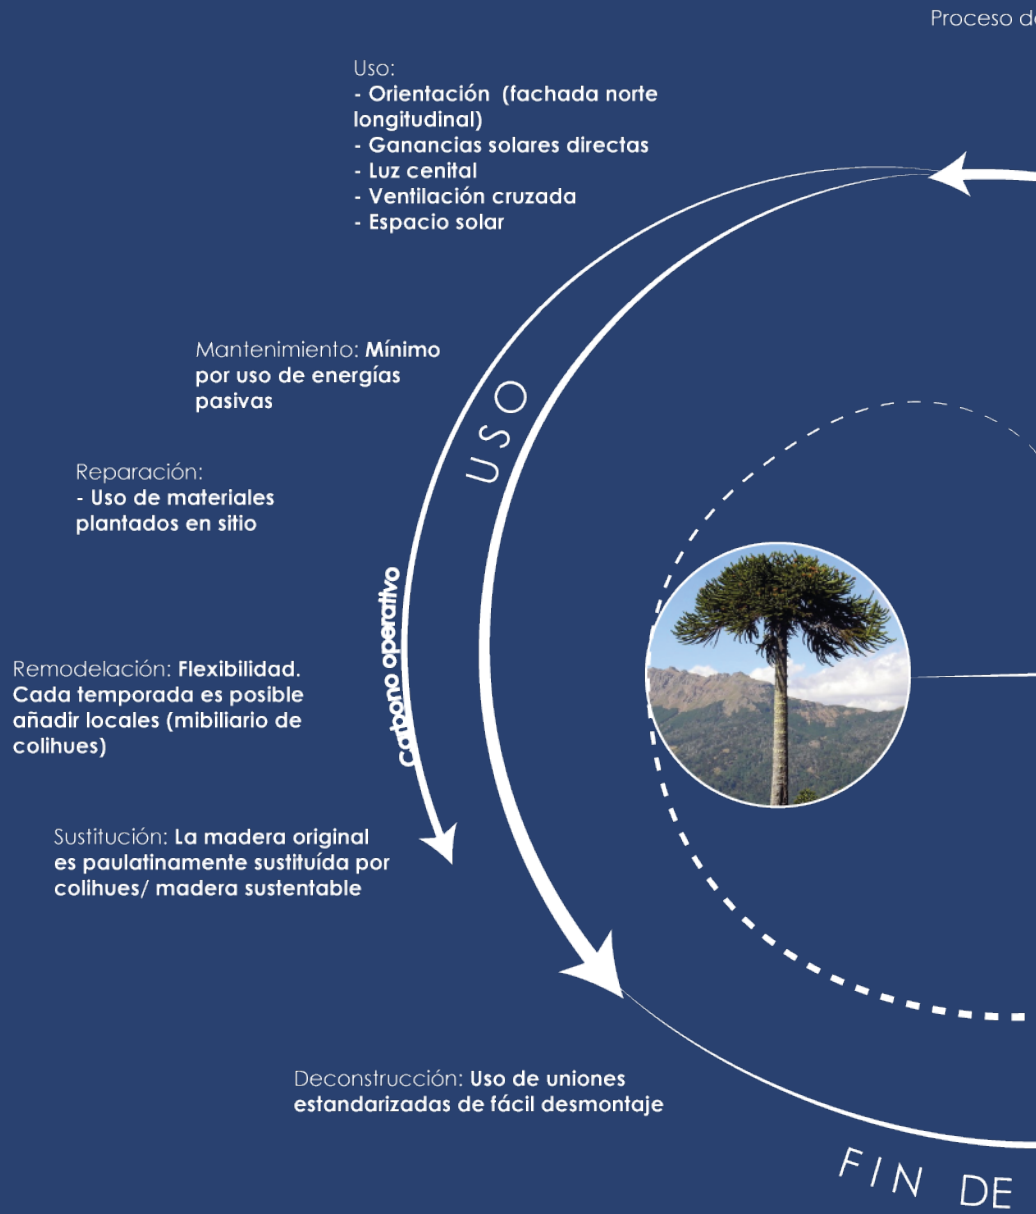 Proceso de
Uso:
- Orientación (fachada norte
longitudinal)
- Ganancias solares directas
- Luz cenital
- Ventilación cruzada
- Espacio solar
Mantenimiento: Mínimo
por uso de energías
pasivas
USO
Reparación:
- Uso de materiales
plantados en sitio
Carbono operativo
Remodelación: Flexibilidad.
Cada temporada es posible
añadir locales (mibiliario de
colihues)
Sustitución: La madera original
es paulatinamente sustituída por
colihues/ madera sustentable
Deconstrucción: Uso de uniones
estandarizadas de fácil desmontaje
FIN DE